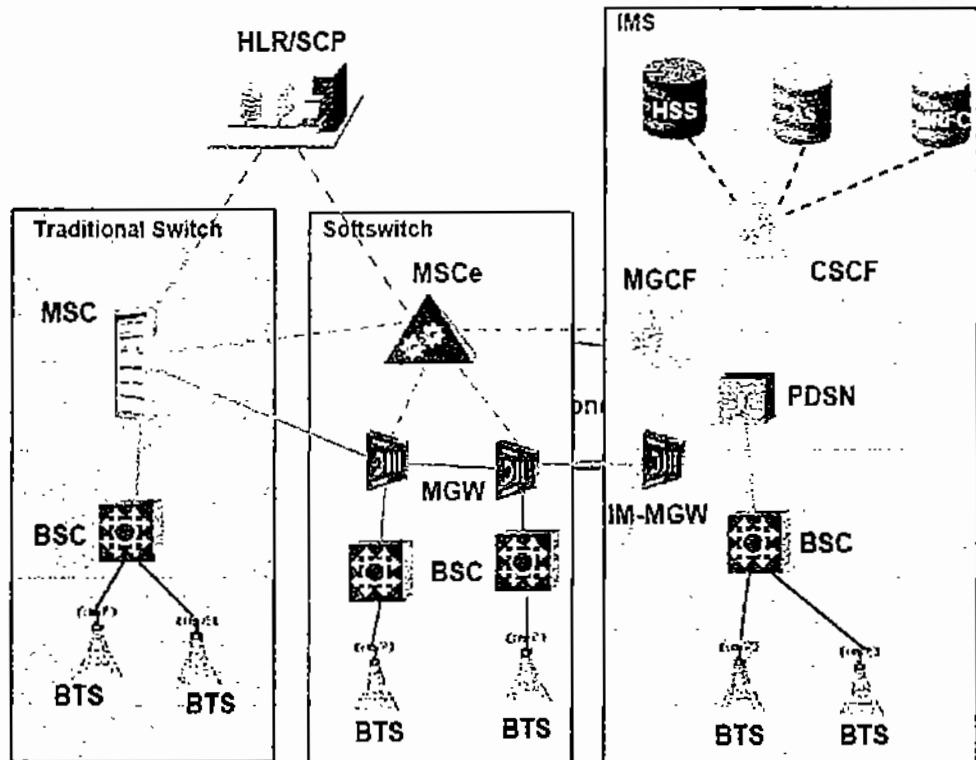 HLR/SCP
IMS
HSS
AS
MRFC
Traditional Switch
Softswitch
MSC
MSCe
MGCF
CSCF
PDSN
MGW
IM-MGW
BSC
BSC
BSC
BTS
BTS
BTS
BTS
BTS
BTS